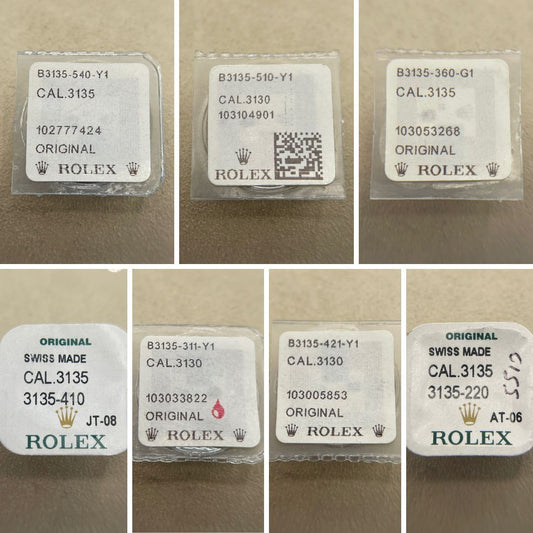 B3135-540-Y1
CAL.3135
102777424
ORIGINAL
ROLEX
B3135-510-Y1
CAL.3130
103104901
ORIGINAL
ROLEX
B3135-360-G1
CAL.3135
103053268
ORIGINAL
ROLEX
ORIGINAL
SWISS MADE
CAL.3135
3135-410
JT-08
ROLEX
B3135-311-Y1
CAL.3130
103033822
ORIGINAL
ROLEX
B3135-421-Y1
CAL.3130
103005853
ORIGINAL
ROLEX
ORIGINAL
SWISS MADE
CAL.3135
3135-220
5510
AT-06
ROLEX